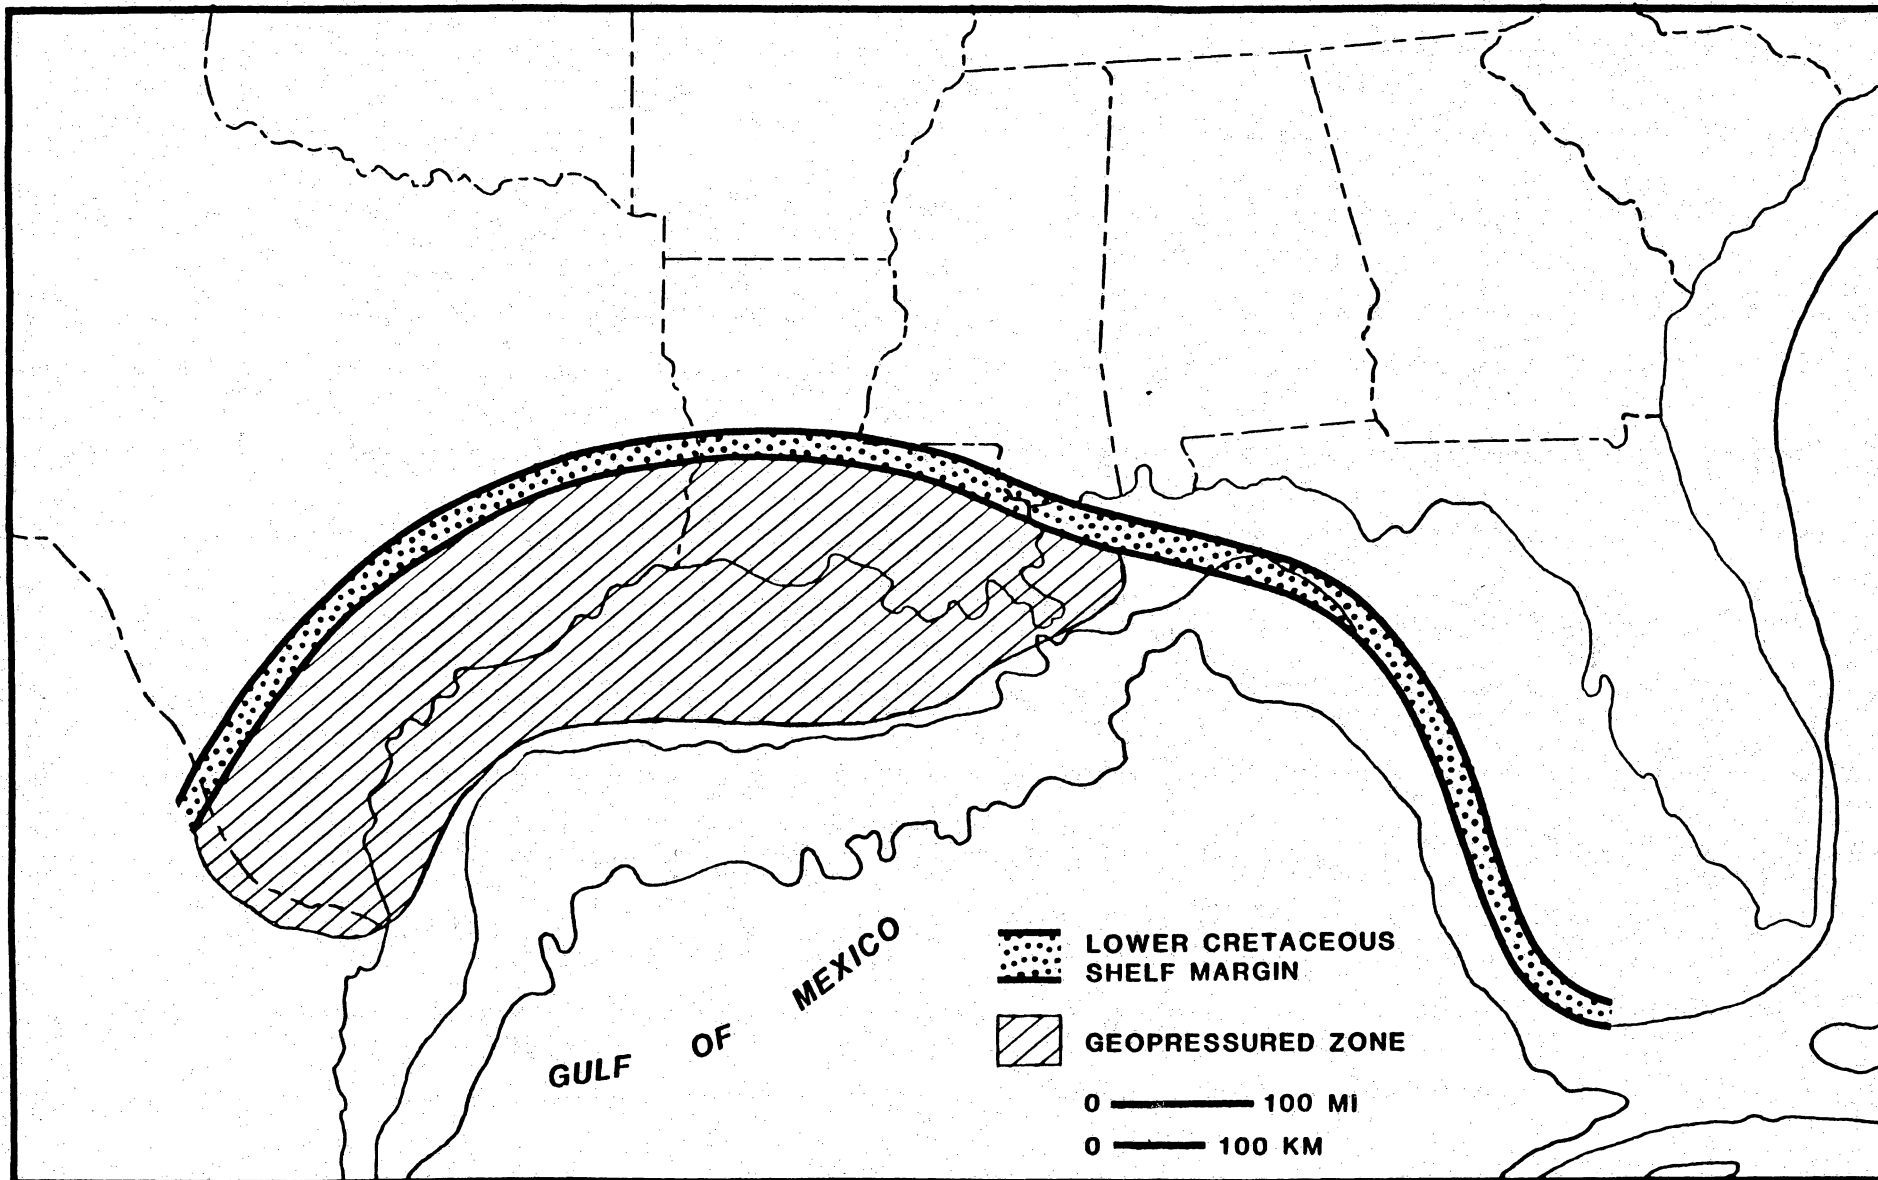 GULF OF MEXICO
LOWER CRETACEOUS
SHELF MARGIN
GEOPRESSURED ZONE
0 100 MI
0 100 KM